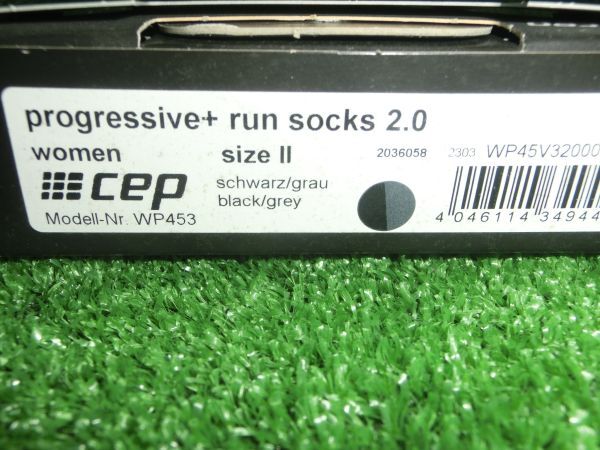 progressive+ run socks 2.0
women size II 2036058 2303 WP45V32000
cep schwarz/grau
black/grey
Modell-Nr. WP453
4 046114 34944